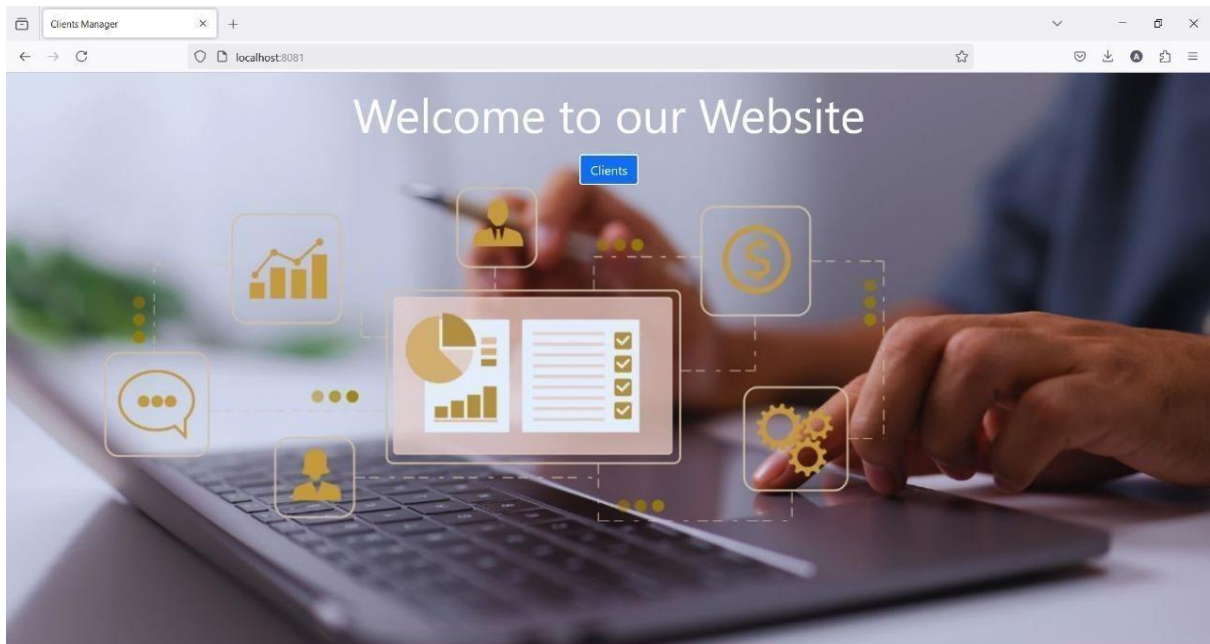 Clients Manager
localhost:8081
A
Welcome to our Website
Clients
$